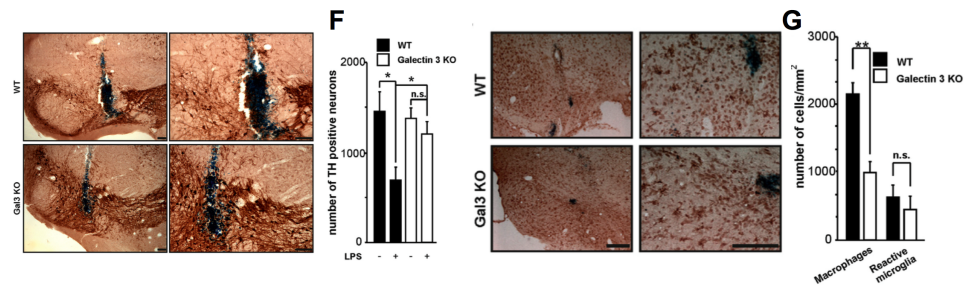 F
WT
Galectin 3 KO
number of TH positive neurons
2000
1000
0
*
*
n.s.
LPS
- + - +
WT
Gal3 KO
WT
Gal3 KO
G
WT
Galectin 3 KO
number of cells/mm²
3000
2000
1000
0
**
n.s.
Macrophages
Reactive
microglia